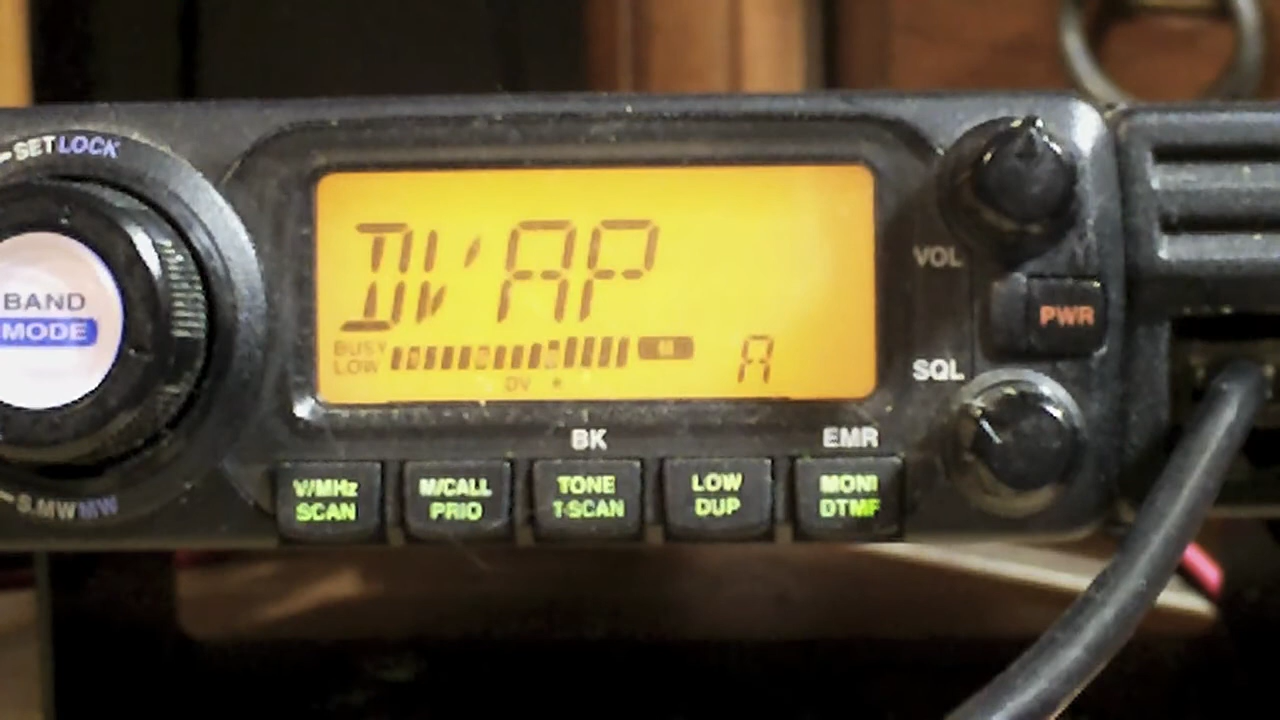 SET LOCK
BAND
MODE
S.MW MW
DVAP
BUSY
LOW
DV *
A
VOL
PWR
SQL
BK
EMR
V/MHz
SCAN
M/CALL
PRIO
TONE
T-SCAN
LOW
DUP
MONI
DTMF